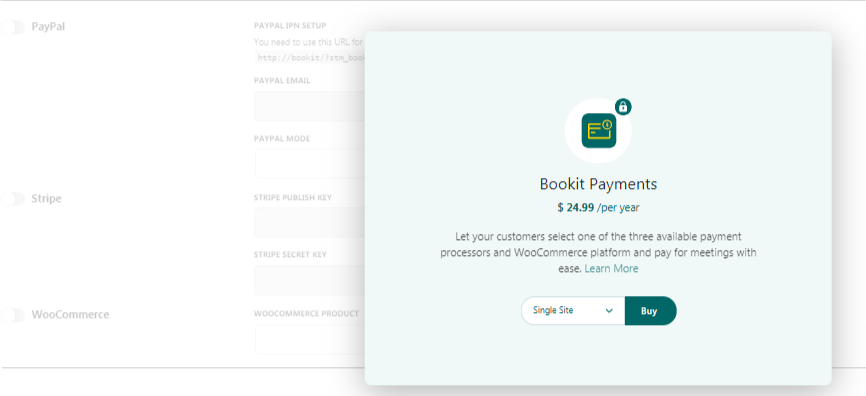 PayPal
PAYPAL IPN SETUP
You need to use this URL for
http://bookit/?stm_book
PAYPAL EMAIL
PAYPAL MODE
Stripe
STRIPE PUBLISH KEY
STRIPE SECRET KEY
WooCommerce
WOOCOMMERCE PRODUCT
Bookit Payments
$ 24.99 /per year
Let your customers select one of the three available payment
processors and WooCommerce platform and pay for meetings with
ease. Learn More
Single Site
Buy